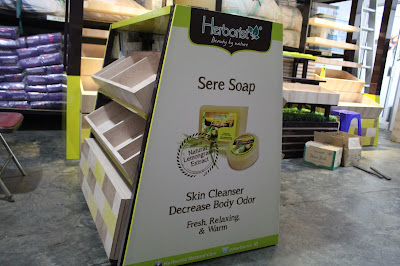 Herborist
Beauty by nature
Sere Soap
Natural
Lemongrass
Extract
Skin Cleanser
Decrease Body Odor
Fresh, Relaxing,
& Warm